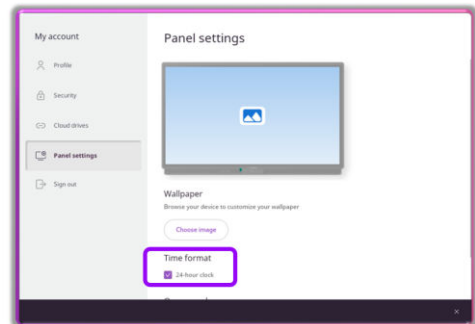 My account
Profile
Security
Cloud drives
Panel settings
Sign out
Panel settings
Wallpaper
Browse your device to customize your wallpaper
Choose image
Time format
24-hour clock